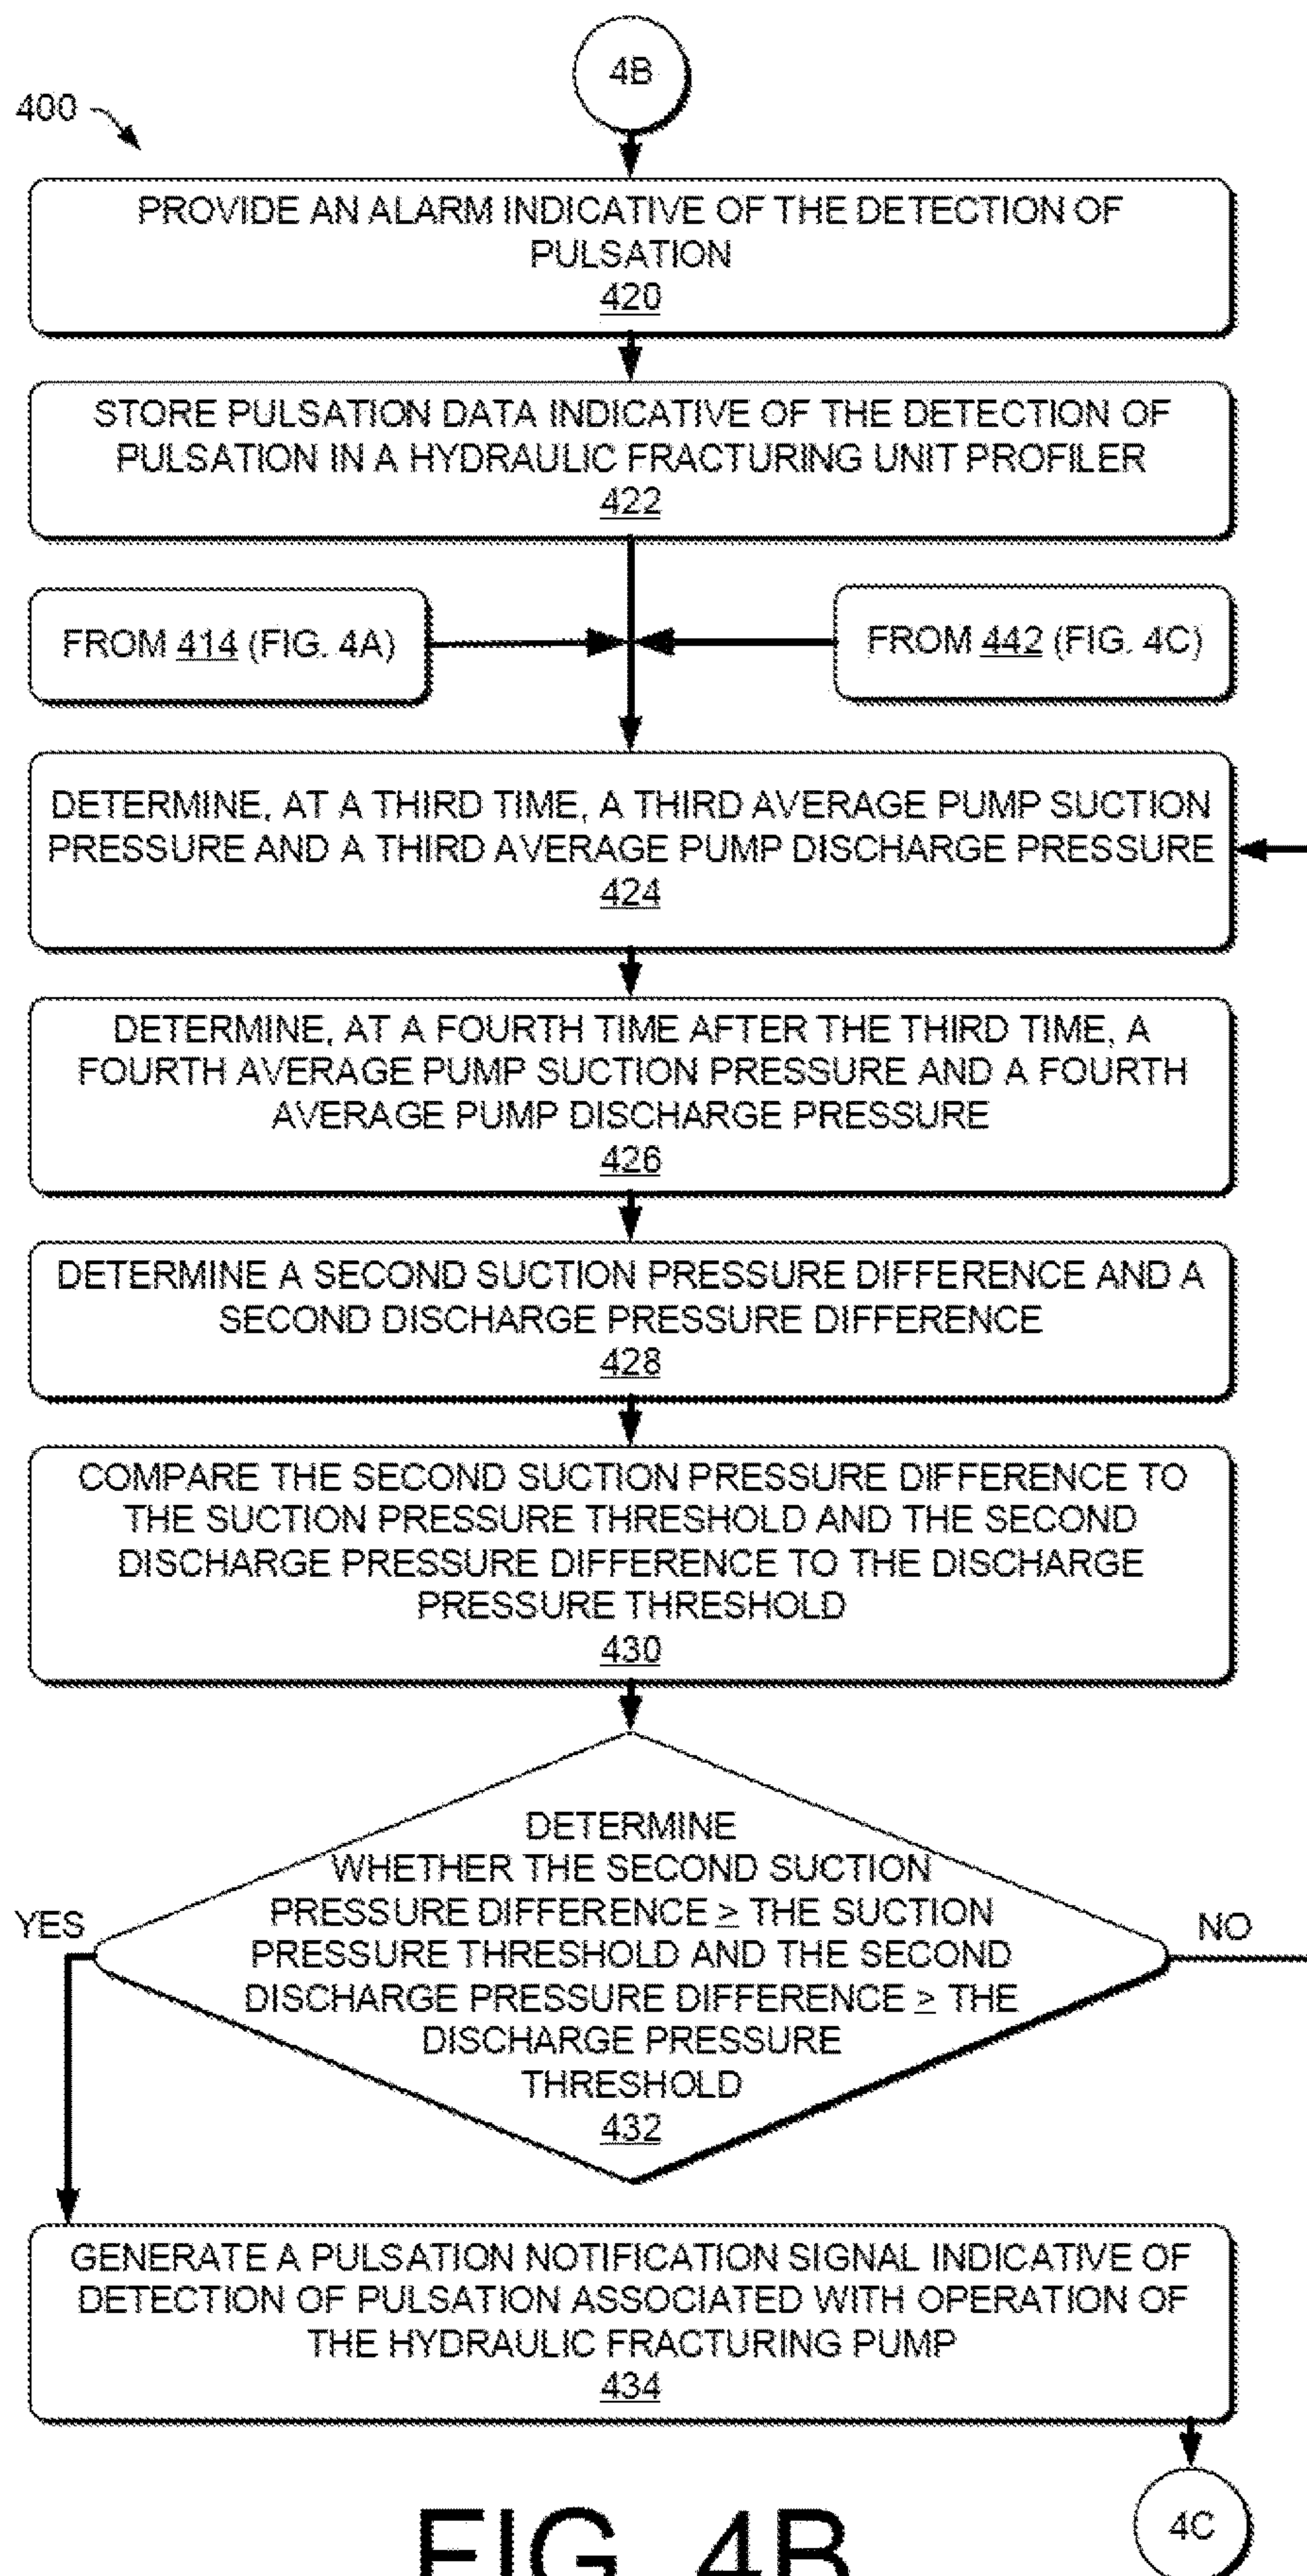 4B
400
PROVIDE AN ALARM INDICATIVE OF THE DETECTION OF
PULSATION
420
STORE PULSATION DATA INDICATIVE OF THE DETECTION OF
PULSATION IN A HYDRAULIC FRACTURING UNIT PROFILER
422
FROM 414 (FIG. 4A)
FROM 442 (FIG. 4C)
DETERMINE, AT A THIRD TIME, A THIRD AVERAGE PUMP SUCTION
PRESSURE AND A THIRD AVERAGE PUMP DISCHARGE PRESSURE
424
DETERMINE, AT A FOURTH TIME AFTER THE THIRD TIME, A
FOURTH AVERAGE PUMP SUCTION PRESSURE AND A FOURTH
AVERAGE PUMP DISCHARGE PRESSURE
426
DETERMINE A SECOND SUCTION PRESSURE DIFFERENCE AND A
SECOND DISCHARGE PRESSURE DIFFERENCE
428
COMPARE THE SECOND SUCTION PRESSURE DIFFERENCE TO
THE SUCTION PRESSURE THRESHOLD AND THE SECOND
DISCHARGE PRESSURE DIFFERENCE TO THE DISCHARGE
PRESSURE THRESHOLD
430
DETERMINE
WHETHER THE SECOND SUCTION
PRESSURE DIFFERENCE ≥ THE SUCTION
PRESSURE THRESHOLD AND THE SECOND
DISCHARGE PRESSURE DIFFERENCE ≥ THE
DISCHARGE PRESSURE
THRESHOLD
432
YES
NO
GENERATE A PULSATION NOTIFICATION SIGNAL INDICATIVE OF
DETECTION OF PULSATION ASSOCIATED WITH OPERATION OF
THE HYDRAULIC FRACTURING PUMP
434
4C
FIG. 4B